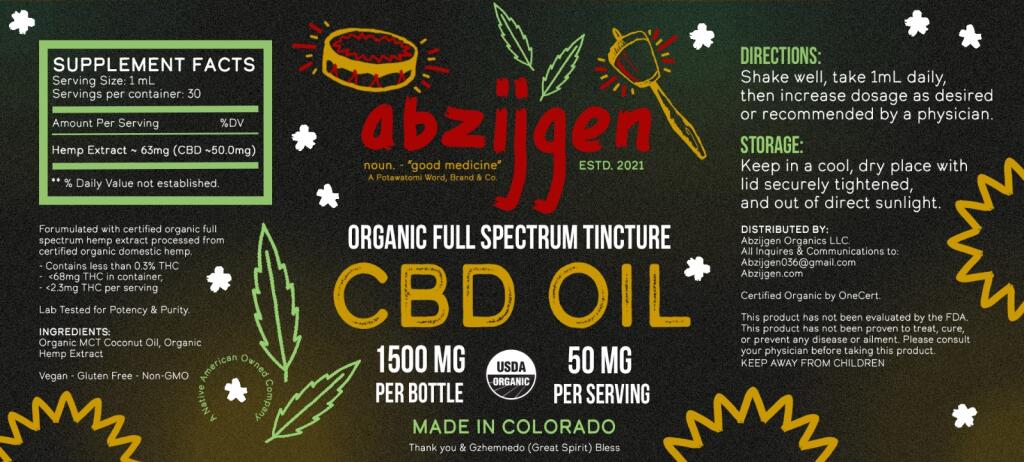 SUPPLEMENT FACTS
Serving Size: 1 mL
Servings per container: 30
Amount Per Serving %DV
Hemp Extract ~ 63mg (CBD ~50.0mg)
** % Daily Value not established.
Forumulated with certified organic full
spectrum hemp extract processed from
certified organic domestic hemp.
- Contains less than 0.3% THC
- <68mg THC in container,
- <2.3mg THC per serving
Lab Tested for Potency & Purity.
INGREDIENTS:
Organic MCT Coconut Oil, Organic
Hemp Extract
Vegan - Gluten Free - Non-GMO
A Native American Owned Company
abzijgen
noun. - "good medicine"
A Potawatomi Word, Brand & Co.
ESTD. 2021
ORGANIC FULL SPECTRUM TINCTURE
CBD OIL
1500 MG
PER BOTTLE
USDA
ORGANIC
50 MG
PER SERVING
MADE IN COLORADO
Thank you & Gzhemnedo (Great Spirit) Bless
DIRECTIONS:
Shake well, take 1mL daily,
then increase dosage as desired
or recommended by a physician.
STORAGE:
Keep in a cool, dry place with
lid securely tightened,
and out of direct sunlight.
DISTRIBUTED BY:
Abzijgen Organics LLC.
All Inquires & Communications to:
Abzijgen036@gmail.com
Abzijgen.com
Certified Organic by OneCert.
This product has not been evaluated by the FDA.
This product has not been proven to treat, cure,
or prevent any disease or ailment. Please consult
your physician before taking this product.
KEEP AWAY FROM CHILDREN